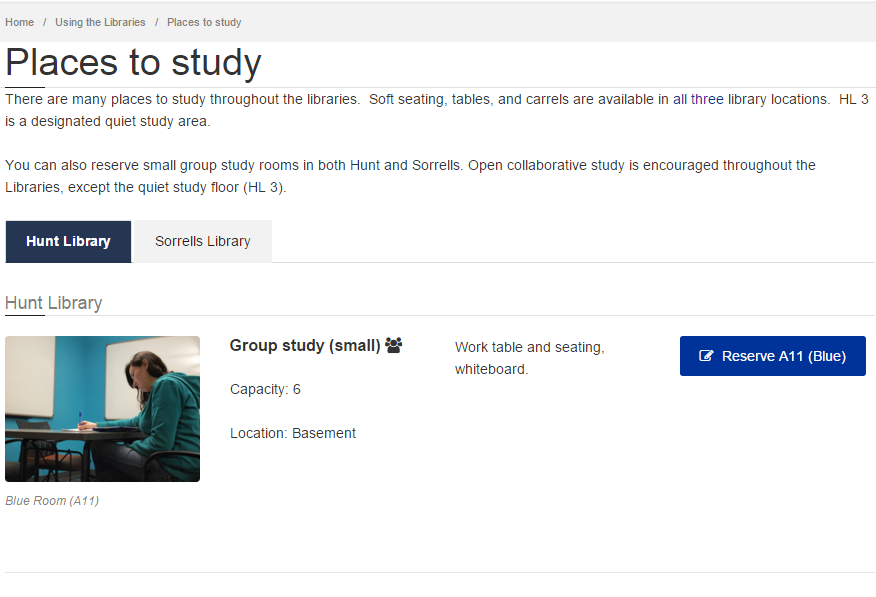 Home / Using the Libraries / Places to study
Places to study
There are many places to study throughout the libraries.  Soft seating, tables, and carrels are available in all three library locations.  HL 3
is a designated quiet study area.
You can also reserve small group study rooms in both Hunt and Sorrells. Open collaborative study is encouraged throughout the
Libraries, except the quiet study floor (HL 3).
Hunt Library
Sorrells Library
Hunt Library
Group study (small)
Capacity: 6
Location: Basement
Work table and seating,
whiteboard.
Reserve A11 (Blue)
Blue Room (A11)